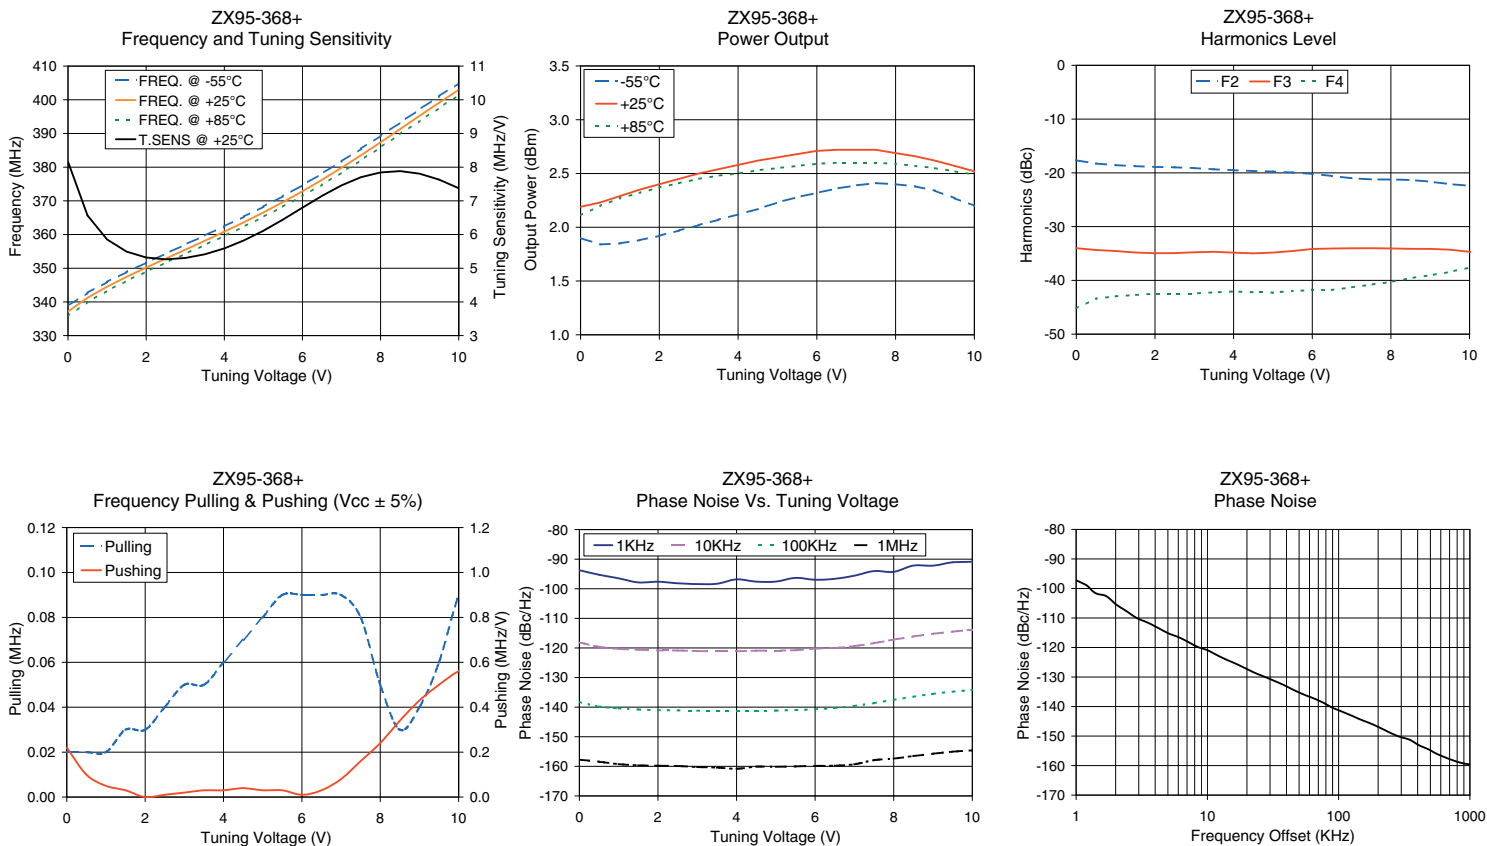 ZX95-368+
Frequency and Tuning Sensitivity
410
400
390
380
370
360
350
340
330
11
10
9
8
7
6
5
4
3
FREQ. @ -55°C
FREQ. @ +25°C
FREQ. @ +85°C
T.SENS @ +25°C
Frequency (MHz)
Tuning Sensitivity (MHz/V)
0 2 4 6 8 10
Tuning Voltage (V)
ZX95-368+
Power Output
3.5
3.0
2.5
2.0
1.5
1.0
-55°C
+25°C
+85°C
Output Power (dBm)
0 2 4 6 8 10
Tuning Voltage (V)
ZX95-368+
Harmonics Level
0
-10
-20
-30
-40
-50
F2 F3 F4
Harmonics (dBc)
0 2 4 6 8 10
Tuning Voltage (V)
ZX95-368+
Frequency Pulling & Pushing (Vcc ± 5%)
0.12
0.10
0.08
0.06
0.04
0.02
0.00
1.2
1.0
0.8
0.6
0.4
0.2
0.0
Pulling
Pushing
Pulling (MHz)
Pushing (MHz/V)
0 2 4 6 8 10
Tuning Voltage (V)
ZX95-368+
Phase Noise Vs. Tuning Voltage
-80
-90
-100
-110
-120
-130
-140
-150
-160
-170
1KHz 10KHz 100KHz 1MHz
Phase Noise (dBc/Hz)
0 2 4 6 8 10
Tuning Voltage (V)
ZX95-368+
Phase Noise
-80
-90
-100
-110
-120
-130
-140
-150
-160
-170
Phase Noise (dBc/Hz)
1 10 100 1000
Frequency Offset (KHz)